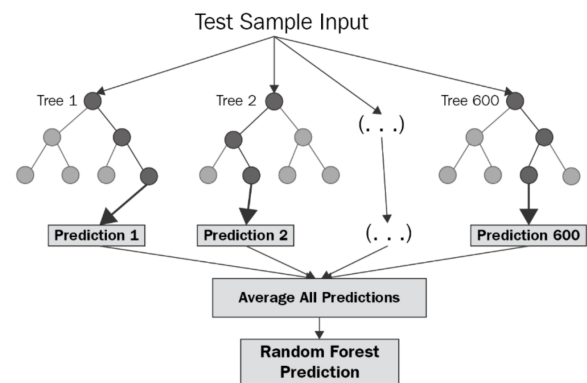 Test Sample Input
Tree 1
Tree 2
Tree 600
(. . .)
Prediction 1
Prediction 2
(. . .)
Prediction 600
Average All Predictions
Random Forest
Prediction